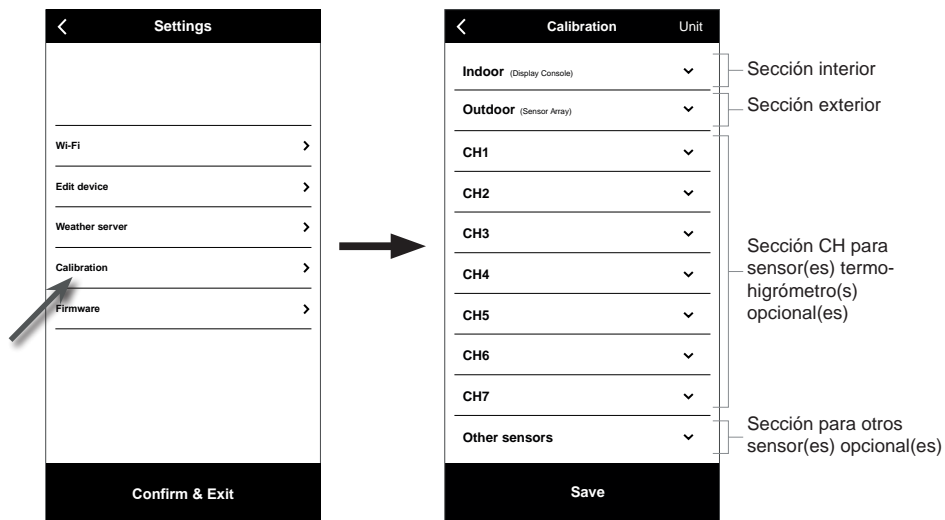 Settings
Wi-Fi
Edit device
Weather server
Calibration
Firmware
Confirm & Exit
Calibration
Unit
Indoor (Display Console)
Outdoor (Sensor Array)
CH1
CH2
CH3
CH4
CH5
CH6
CH7
Other sensors
Save
Sección interior
Sección exterior
Sección CH para
sensor(es) termo-
higrómetro(s)
opcional(es)
Sección para otros
sensor(es) opcional(es)